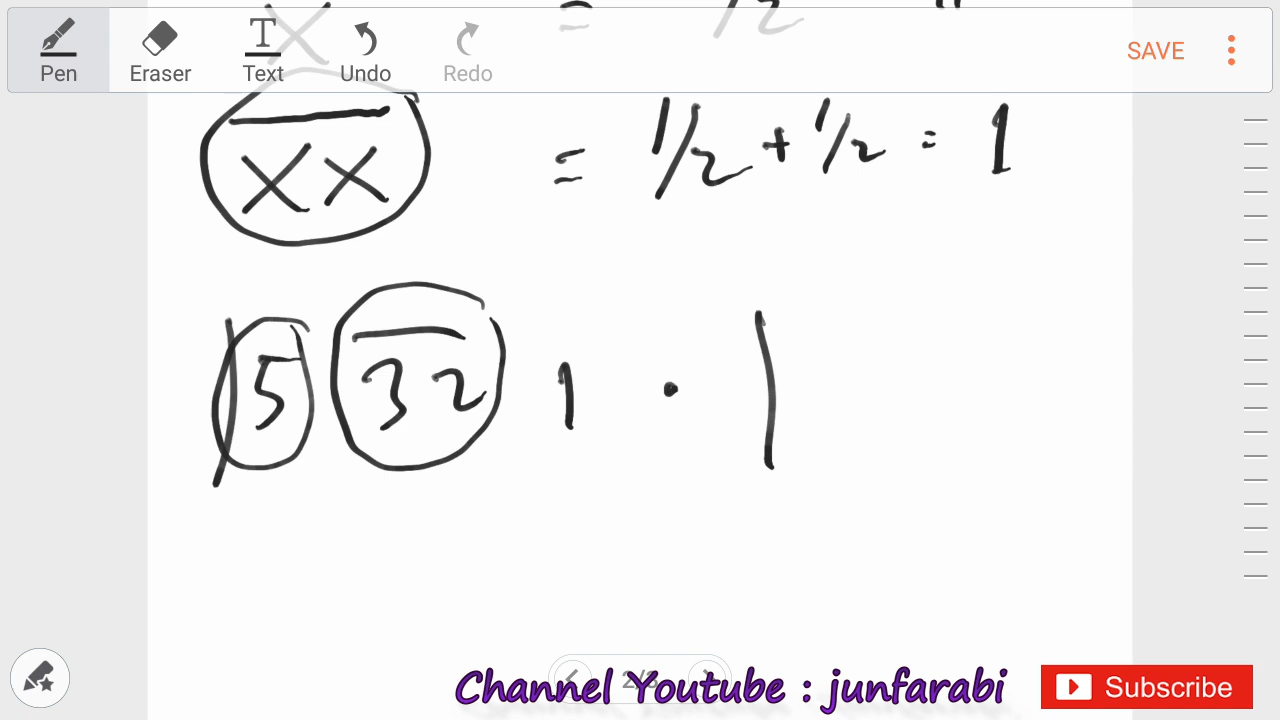 X = 1/2 "
SAVE
Pen Eraser Text Undo Redo
XX = 1/2 + 1/2 = 1
5 32 1 .
Channel Youtube : junfarabi Subscribe